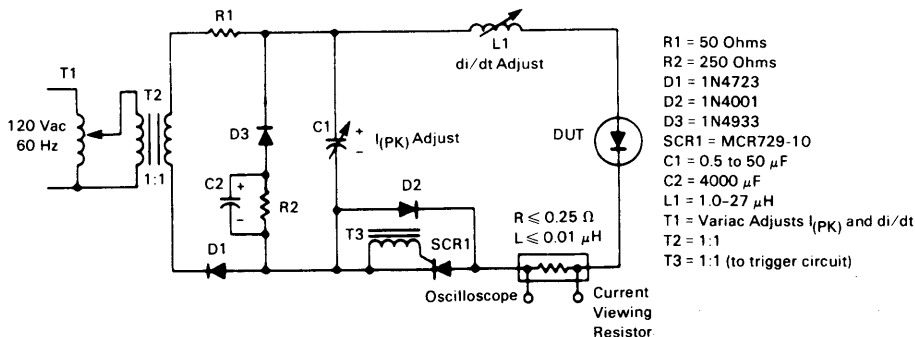 R1
L1
di/dt Adjust
T1
T2
120 Vac
60 Hz
1:1
D3
C1
+
−
I(PK) Adjust
DUT
C2
+
−
R2
D2
T3
SCR1
D1
R ⩽ 0.25 Ω
L ⩽ 0.01 μH
Oscilloscope
Current
Viewing
Resistor
R1 = 50 Ohms
R2 = 250 Ohms
D1 = 1N4723
D2 = 1N4001
D3 = 1N4933
SCR1 = MCR729-10
C1 = 0.5 to 50 μF
C2 = 4000 μF
L1 = 1.0–27 μH
T1 = Variac Adjusts I(PK) and di/dt
T2 = 1:1
T3 = 1:1 (to trigger circuit)